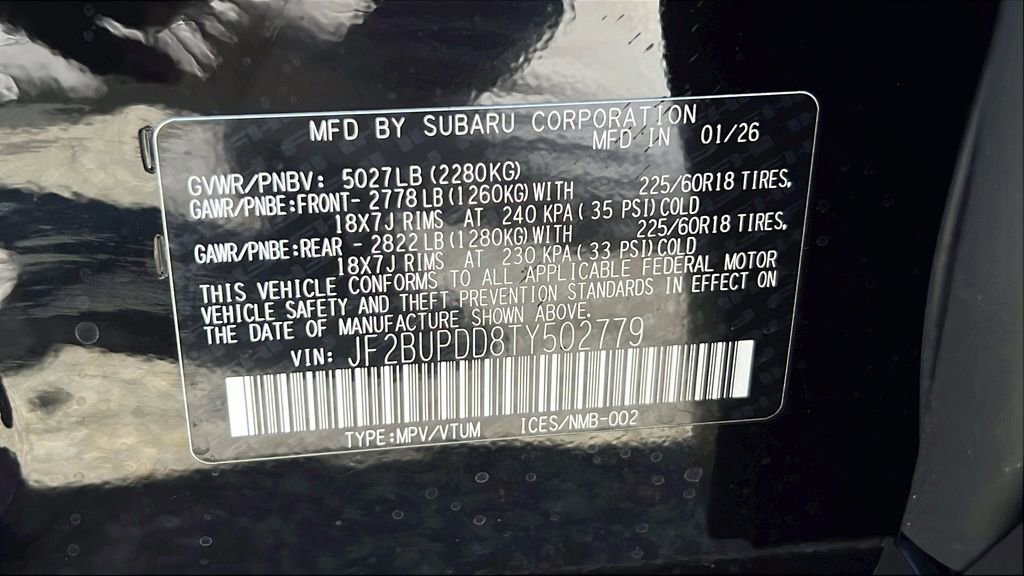 MFD BY SUBARU CORPORATION
MFD IN 01/26
GVWR/PNBV: 5027LB (2280KG)
GAWR/PNBE:FRONT- 2778 LB (1260KG) WITH 225/60R18 TIRES,
18X7J RIMS AT 240 KPA ( 35 PSI) COLD
GAWR/PNBE:REAR - 2822 LB (1280KG) WITH 225/60R18 TIRES,
18X7J RIMS AT 230 KPA ( 33 PSI) COLD
THIS VEHICLE CONFORMS TO ALL APPLICABLE FEDERAL MOTOR
VEHICLE SAFETY AND THEFT PREVENTION STANDARDS IN EFFECT ON
THE DATE OF MANUFACTURE SHOWN ABOVE.
VIN: JF2BUPDD8TY502779
TYPE:MPV/VTUM ICES/NMB-002